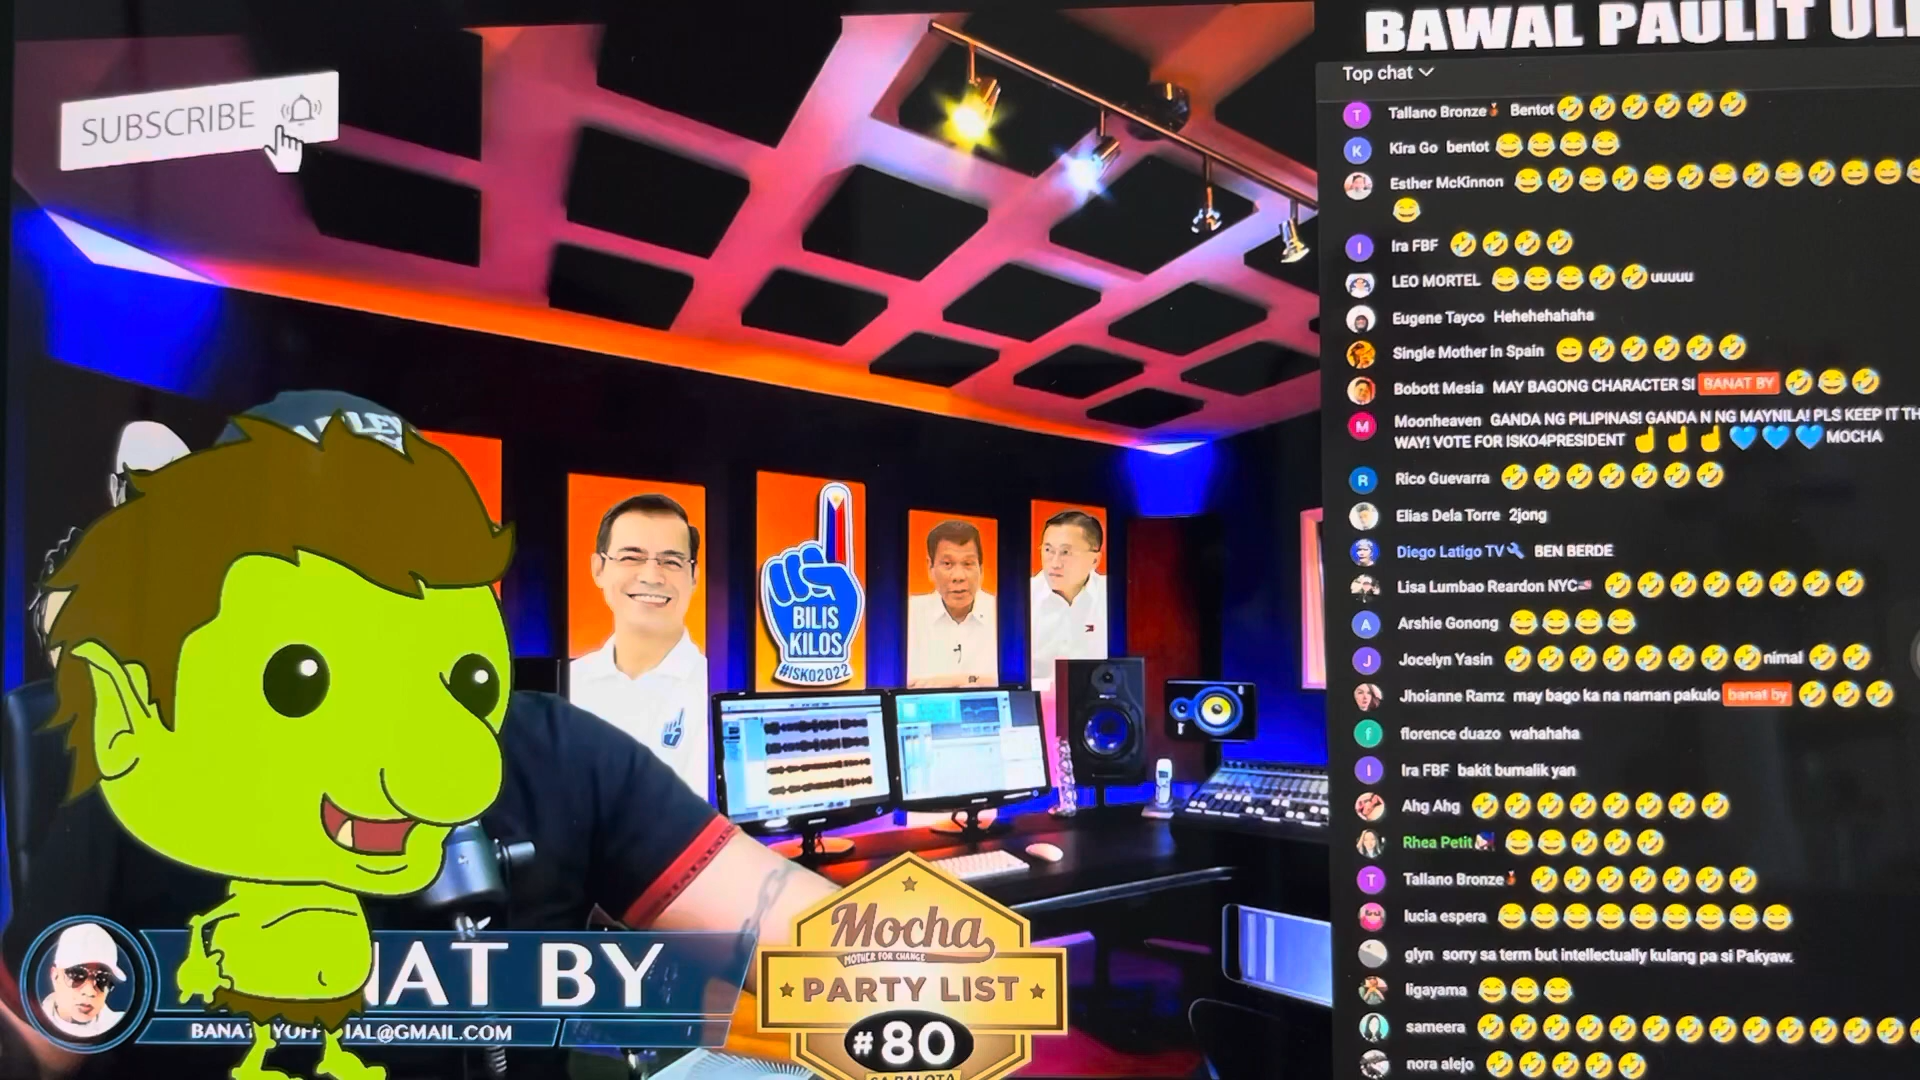 BAWAL PAULIT
SUBSCRIBE
Top chat
Tallano Bronze Bentot 🤣🤣🤣🤣🤣🤣
Kira Go bentot 😂😂😂😂
Esther McKinnon 😂🤣😂🤣😂🤣😂🤣😂🤣😂😂😂
😂
Ira FBF 🤣🤣🤣🤣
LEO MORTEL 😂😂😂🤣🤣uuuuu
Eugene Tayco Hehehehahaha
Single Mother in Spain 😄🤣🤣🤣🤣🤣
Bobott Mesia MAY BAGONG CHARACTER SI BANAT BY 🤣😂🤣
Moonheaven GANDA NG PILIPINAS! GANDA N NG MAYNILA! PLS KEEP IT
WAY! VOTE FOR ISKO4PRESIDENT ☝☝☝💙💙💙MOCHA
Rico Guevarra 🤣🤣🤣🤣🤣🤣🤣
Elias Dela Torre 2jong
Diego Latigo TV🔧 BEN BERDE
Lisa Lumbao Reardon NYC 🤣🤣🤣🤣🤣🤣🤣🤣
Arshie Gonong 😂😂😂😂
Jocelyn Yasin 🤣🤣🤣🤣🤣🤣🤣🤣nimal🤣🤣
Jhoianne Ramz may bago ka na naman pakulo banat by 🤣🤣🤣
florence duazo wahahaha
Ira FBF bakit bumalik yan
Ahg Ahg 🤣🤣🤣🤣🤣🤣🤣🤣
Rhea Petit 😂😂🤣🤣🤣
Tallano Bronze 🤣🤣🤣🤣🤣🤣🤣
lucia espera 😂😂😂😂😂😂😂😂😂
glyn sorry sa term but intellectually kulang pa si Pakyaw.
ligayama 😂😂😂
sameera 🤣🤣🤣🤣🤣🤣🤣🤣🤣🤣🤣🤣🤣🤣
nora alejo 🤣🤣🤣🤣🤣
BILIS
KILOS
#ISKO2022
NAT BY
Mocha
MOTHER FOR CHANGE
PARTY LIST
#80
SA BALOTA